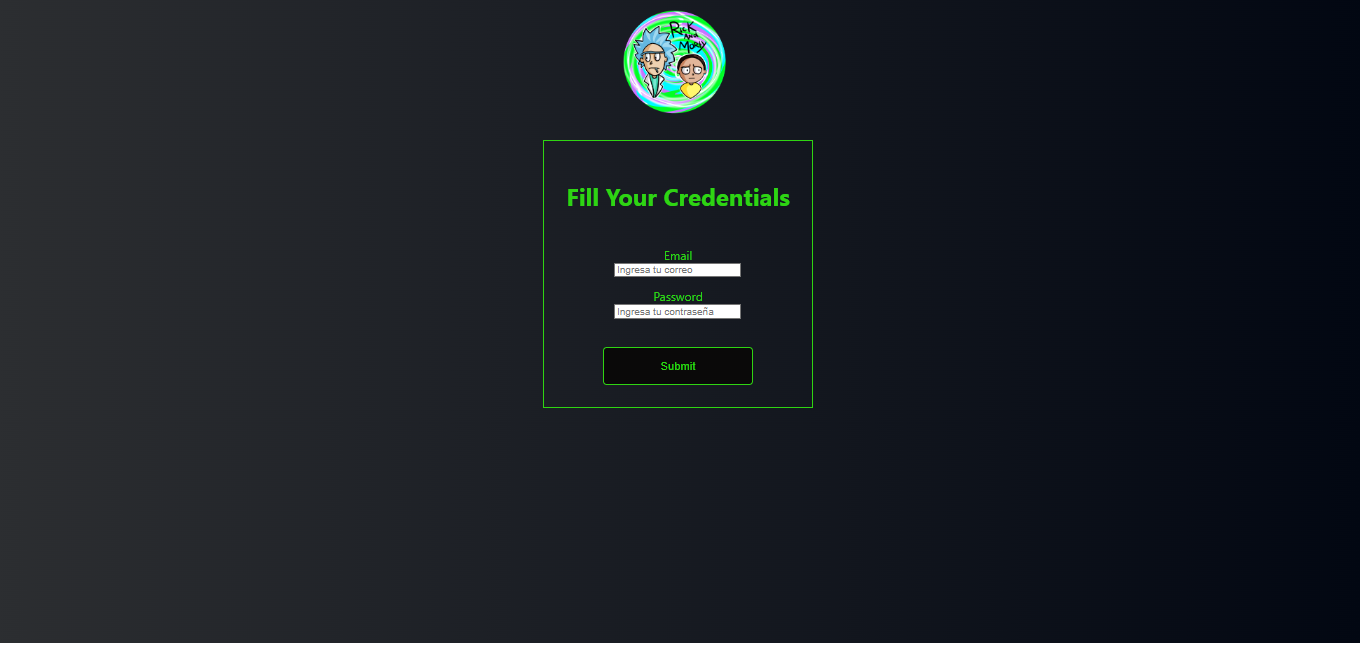 Rick
And
Morty
Fill Your Credentials
Email
Ingresa tu correo
Password
Ingresa tu contraseña
Submit